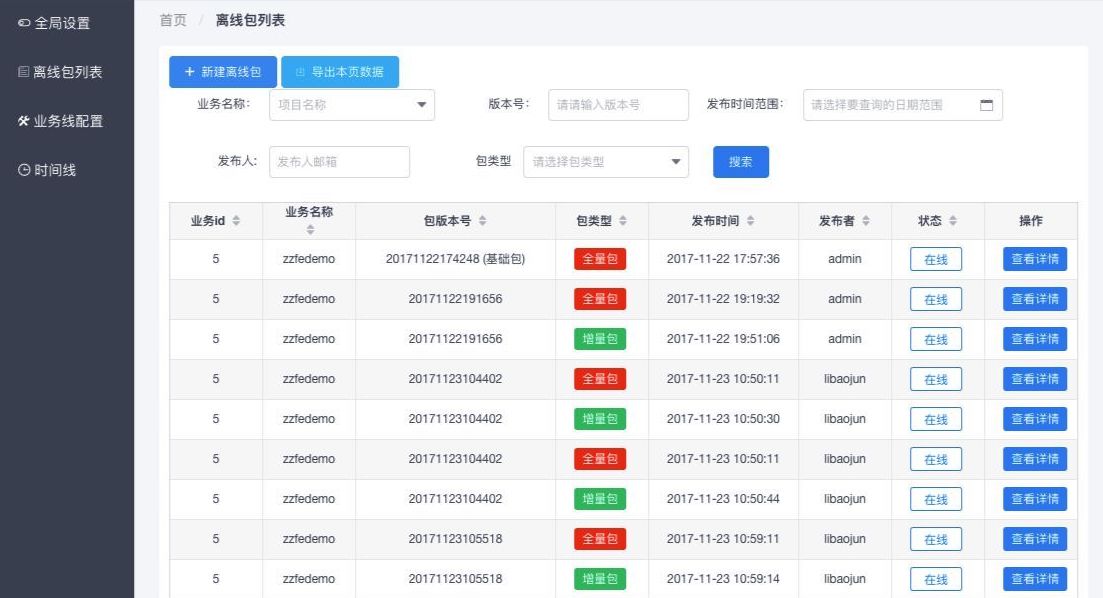 全局设置
离线包列表
业务线配置
时间线
首页 / 离线包列表
+ 新建离线包 导出本页数据
业务名称: 项目名称 版本号: 请请输入版本号 发布时间范围: 请选择要查询的日期范围
发布人: 发布人邮箱 包类型 请选择包类型 搜索
业务id 业务名称 包版本号 包类型 发布时间 发布者 状态 操作
5 zzfedemo 20171122174248 (基础包) 全量包 2017-11-22 17:57:36 admin 在线 查看详情
5 zzfedemo 20171122191656 全量包 2017-11-22 19:19:32 admin 在线 查看详情
5 zzfedemo 20171122191656 增量包 2017-11-22 19:51:06 admin 在线 查看详情
5 zzfedemo 20171123104402 全量包 2017-11-23 10:50:11 libaojun 在线 查看详情
5 zzfedemo 20171123104402 增量包 2017-11-23 10:50:30 libaojun 在线 查看详情
5 zzfedemo 20171123104402 全量包 2017-11-23 10:50:11 libaojun 在线 查看详情
5 zzfedemo 20171123104402 增量包 2017-11-23 10:50:44 libaojun 在线 查看详情
5 zzfedemo 20171123105518 全量包 2017-11-23 10:59:11 libaojun 在线 查看详情
5 zzfedemo 20171123105518 增量包 2017-11-23 10:59:14 libaojun 在线 查看详情